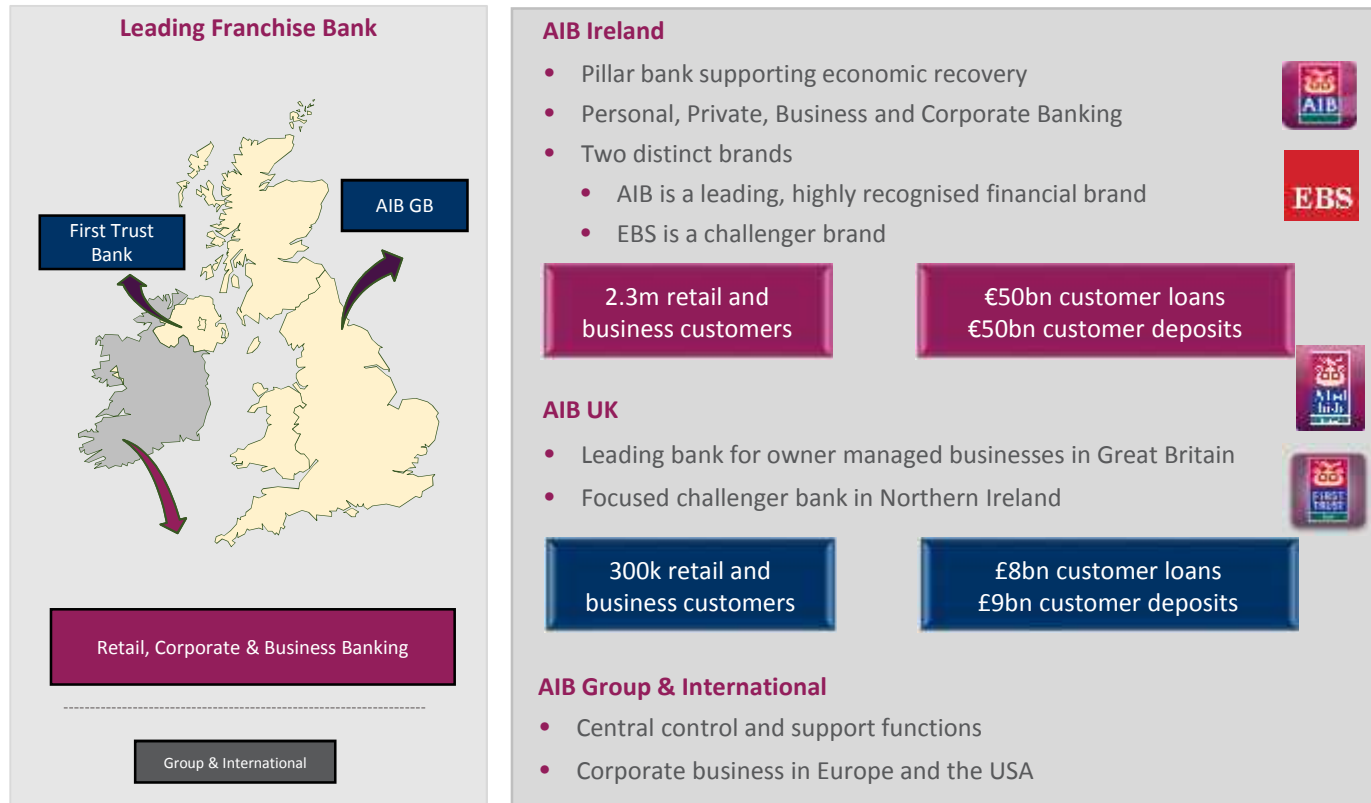 Leading Franchise Bank
AIB GB
First Trust
Bank
Retail, Corporate & Business Banking
Group & International
AIB Ireland
• Pillar bank supporting economic recovery
• Personal, Private, Business and Corporate Banking
• Two distinct brands
• AIB is a leading, highly recognised financial brand
• EBS is a challenger brand
AIB
EBS
2.3m retail and
business customers
€50bn customer loans
€50bn customer deposits
AIB UK
• Leading bank for owner managed businesses in Great Britain
• Focused challenger bank in Northern Ireland
FIRST
TRUST
300k retail and
business customers
£8bn customer loans
£9bn customer deposits
AIB Group & International
• Central control and support functions
• Corporate business in Europe and the USA